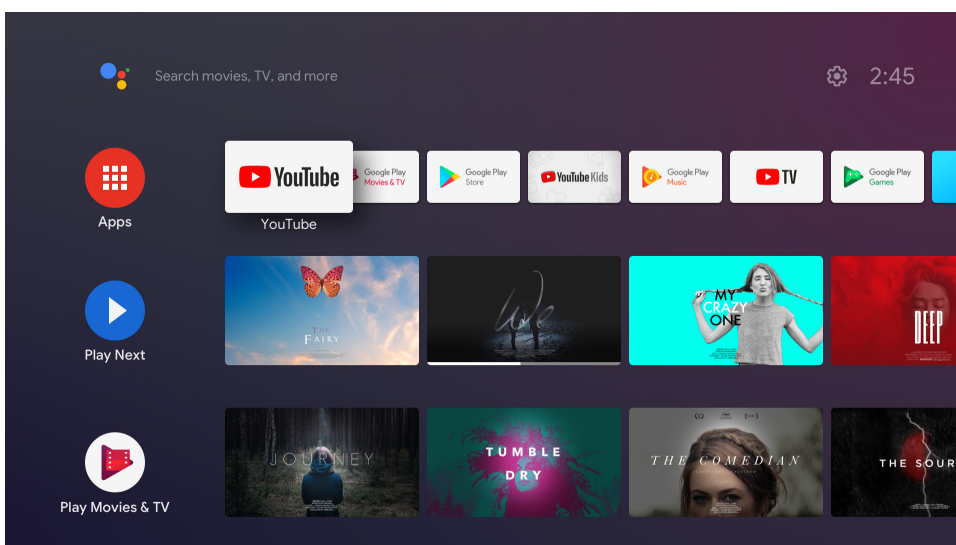 Search movies, TV, and more
2:45
YouTube
Google Play
Movies & TV
Google Play
Store
YouTube Kids
Google Play
Music
TV
Google Play
Games
Apps
YouTube
THE
FAIRY
We
MY
CRAZY
ONE
DEEP
Play Next
JOURNEY
TUMBLE
DRY
THE COMEDIAN
THE SOUR
Play Movies & TV